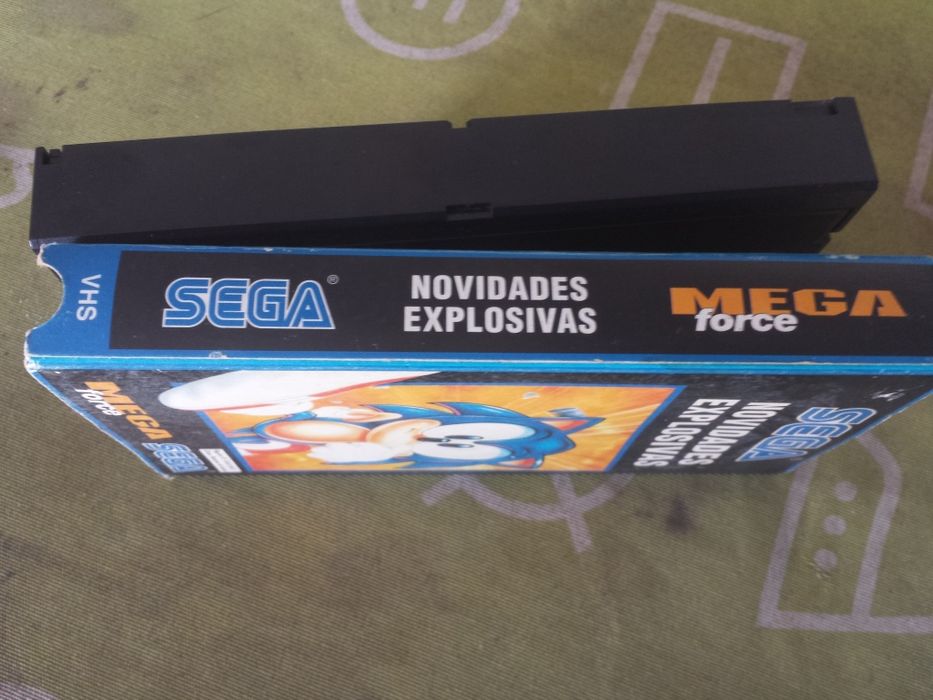 VHS
SEGA®
NOVIDADES
EXPLOSIVAS
MEGA
force
SEGA
NOVIDADES
EXPLOSIVAS
MEGA
force
SEGA